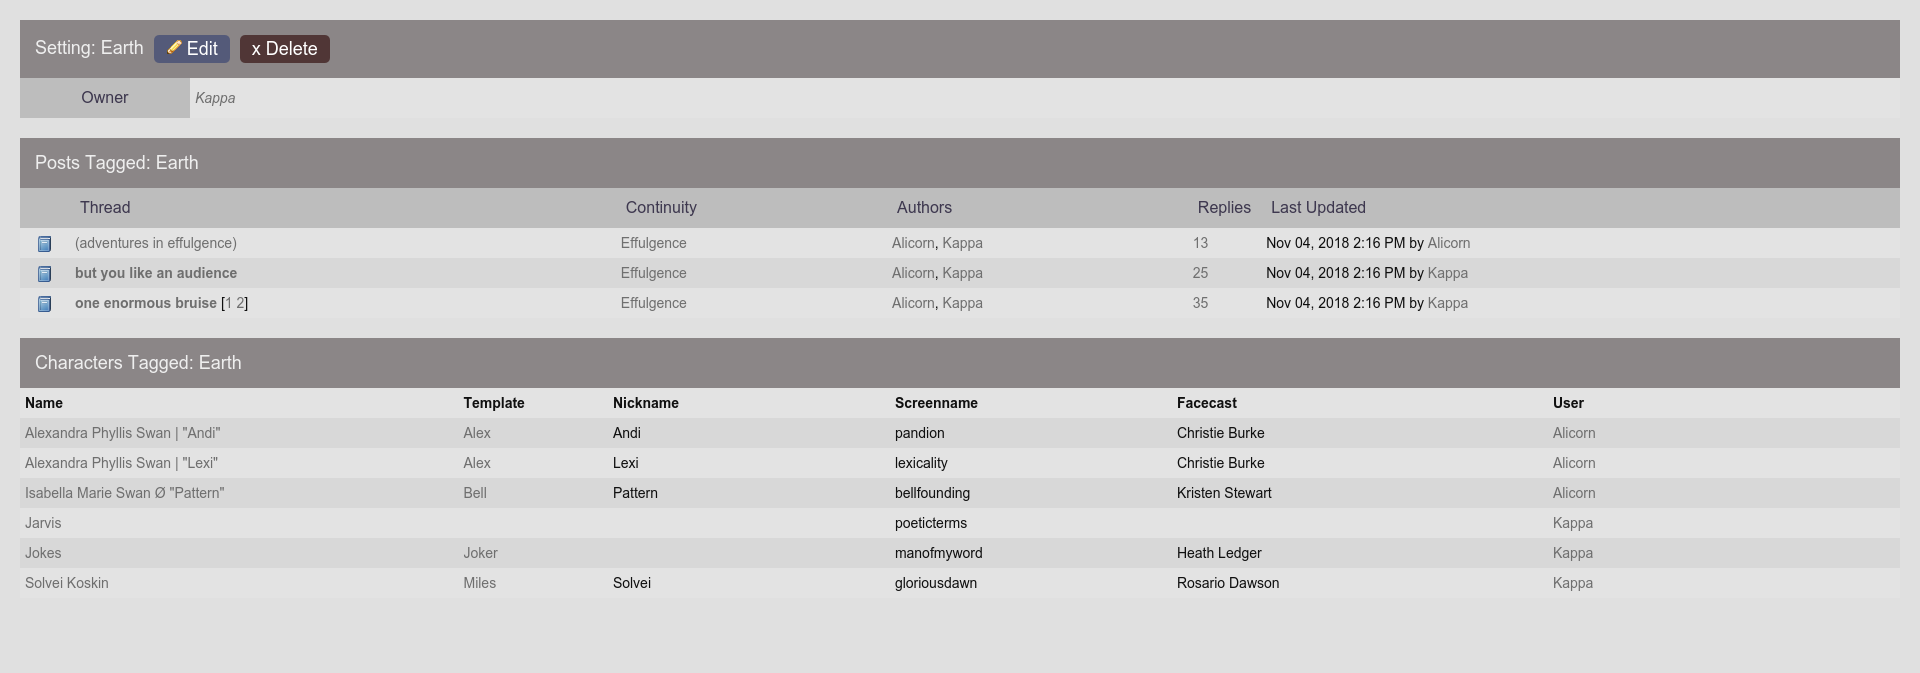 Setting: Earth Edit x Delete
Owner Kappa
Posts Tagged: Earth
Thread Continuity Authors Replies Last Updated
(adventures in effulgence) Effulgence Alicorn, Kappa 13 Nov 04, 2018 2:16 PM by Alicorn
but you like an audience Effulgence Alicorn, Kappa 25 Nov 04, 2018 2:16 PM by Kappa
one enormous bruise [1 2] Effulgence Alicorn, Kappa 35 Nov 04, 2018 2:16 PM by Kappa
Characters Tagged: Earth
Name Template Nickname Screenname Facecast User
Alexandra Phyllis Swan | "Andi" Alex Andi pandion Christie Burke Alicorn
Alexandra Phyllis Swan | "Lexi" Alex Lexi lexicality Christie Burke Alicorn
Isabella Marie Swan Ø "Pattern" Bell Pattern bellfounding Kristen Stewart Alicorn
Jarvis poeticterms Kappa
Jokes Joker manofmyword Heath Ledger Kappa
Solvei Koskin Miles Solvei gloriousdawn Rosario Dawson Kappa